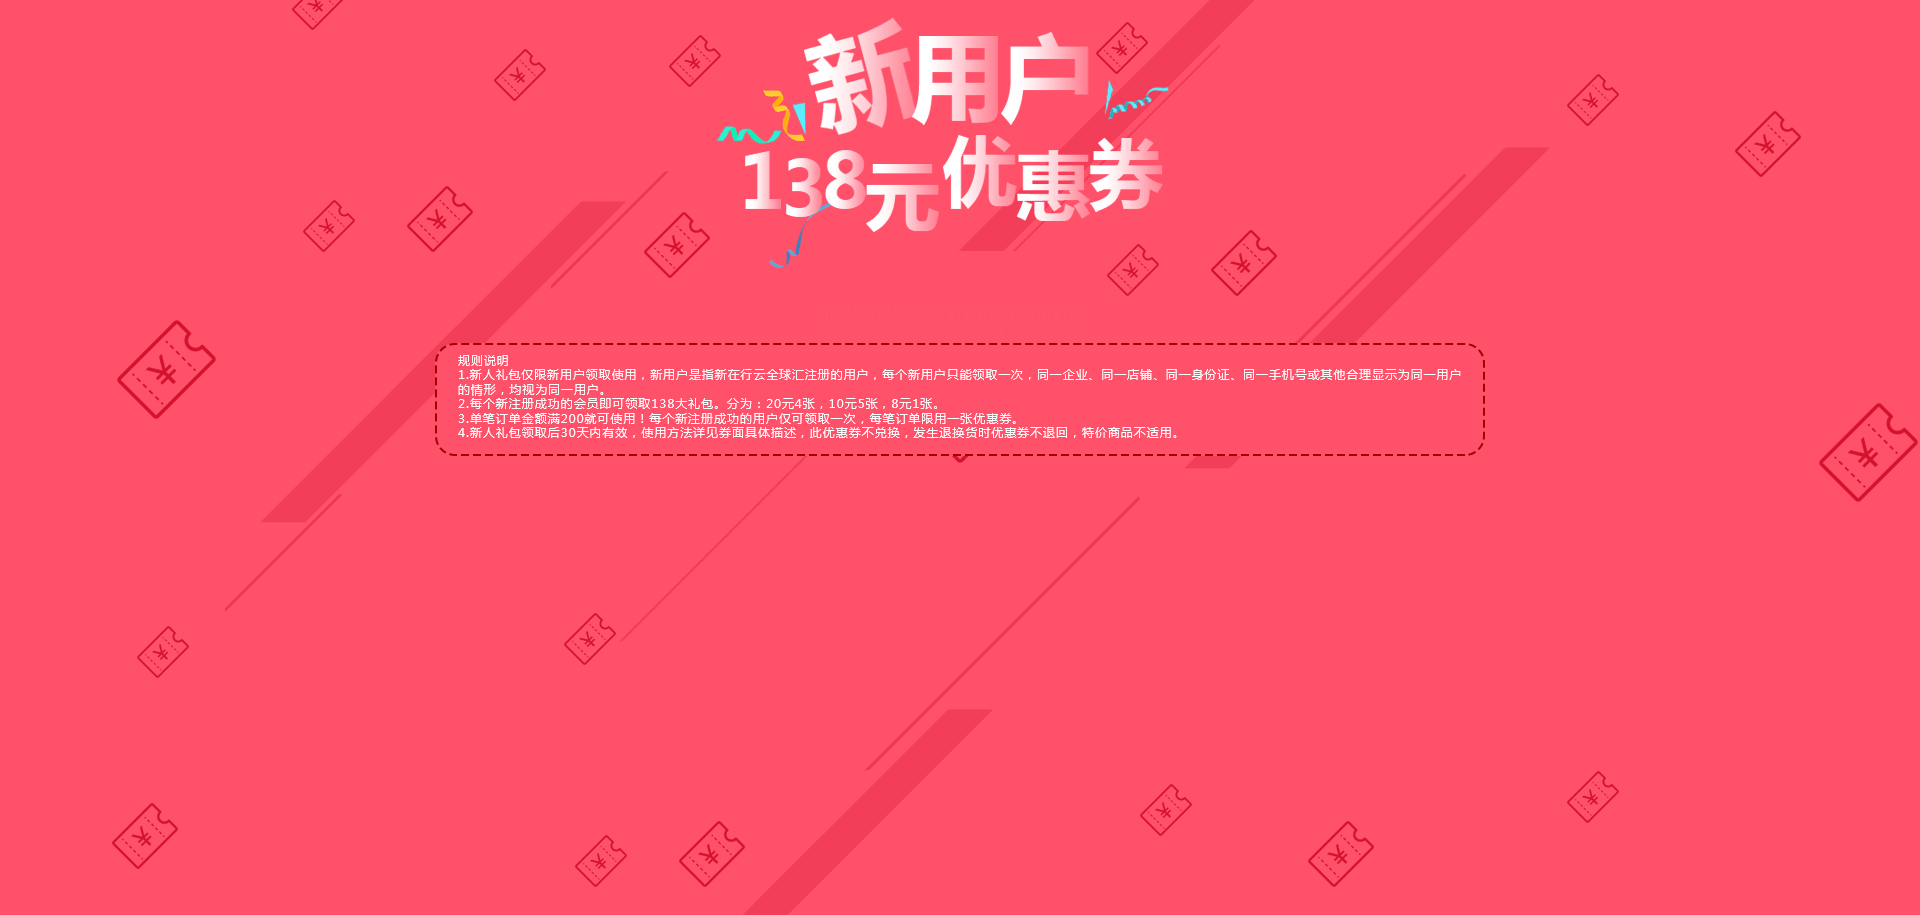 新用户
138元优惠券
规则说明
1.新人礼包仅限新用户领取使用，新用户是指新在行云全球汇注册的用户，每个新用户只能领取一次，同一企业、同一店铺、同一身份证、同一手机号或其他合理显示为同一用户
的情形，均视为同一用户。
2.每个新注册成功的会员即可领取138大礼包。分为：20元4张，10元5张，8元1张。
3.单笔订单金额满200就可使用！每个新注册成功的用户仅可领取一次，每笔订单限用一张优惠券。
4.新人礼包领取后30天内有效，使用方法详见券面具体描述，此优惠券不兑换，发生退换货时优惠券不退回，特价商品不适用。